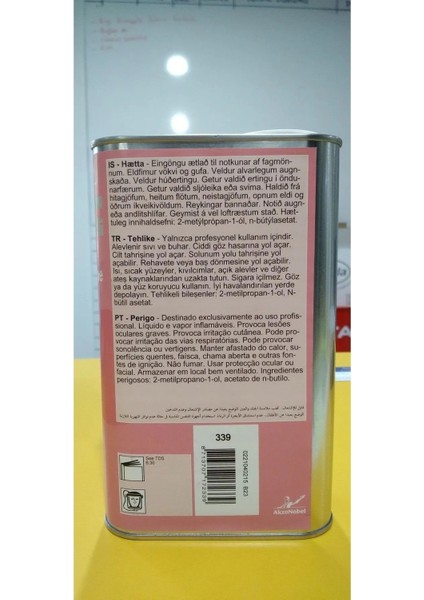 IS - Hætta - Eingöngu ætlað til notkunar af fagmön-
num. Eldfimur vökvi og gufa. Veldur alvarlegum augn-
skaða. Veldur húðertingu. Getur valdið ertingu í öndu-
narfærum. Getur valdið sljóleika eða svima. Haldið frá
hitagjöfum, heitum flötum, neistagjöfum, opnum eldi og
öðrum íkveikivöldum. Reykingar bannaðar. Notið augn-
eða andlitshlífar. Geymist á vel loftræstum stað. Hæt-
tuleg innihaldsefni: 2-metýlprópan-1-ól, n-bútýlasetat.
TR - Tehlike - Yalnızca profesyonel kullanım içindir.
Alevlenir sıvı ve buhar. Ciddi göz hasarına yol açar.
Cilt tahrişine yol açar. Solunum yolu tahrişine yol
açabilir. Rehavete veya baş dönmesine yol açabilir.
Isı, sıcak yüzeyler, kıvılcımlar, açık alevler ve diğer
ateş kaynaklarından uzakta tutun. Sigara içilmez. Göz
ya da yüz koruyucu kullanın. İyi havalandırılan yerde
depolayın. Tehlikeli bileşenler: 2-metilpropan-1-ol, N-
bütil asetat.
PT - Perigo - Destinado exclusivamente ao uso profis-
sional. Líquido e vapor inflamáveis. Provoca lesões
oculares graves. Provoca irritação cutânea. Pode pro-
vocar irritação das vias respiratórias. Pode provocar
sonolência ou vertigens. Manter afastado do calor, su-
perfícies quentes, faísca, chama aberta e outras fon-
tes de ignição. Não fumar. Usar protecção ocular ou
facial. Armazenar em local bem ventilado. Ingredientes
perigosos: 2-metilpropano-1-ol, acetato de n-butilo.
339
See TDS
8.30
AkzoNobel